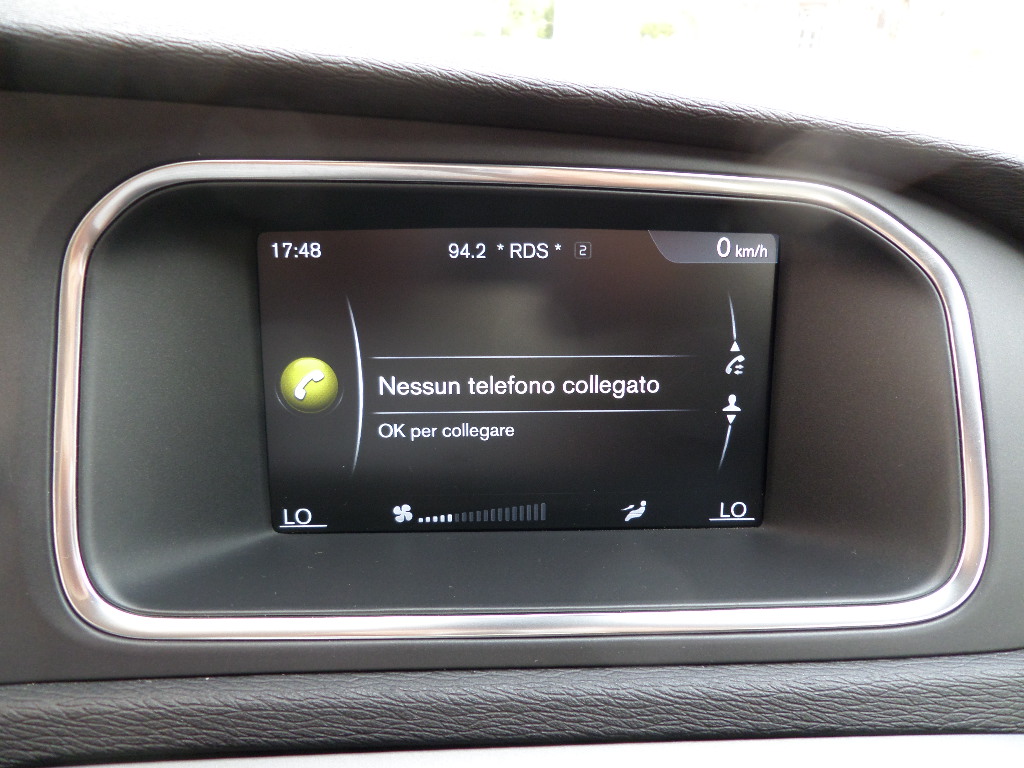 17:48 94.2 * RDS * 2 0 km/h
Nessun telefono collegato
OK per collegare
LO LO